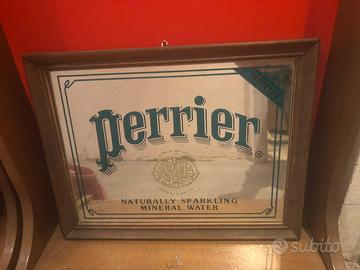 perrier®
NATURALLY SPARKLING
MINERAL WATER
subito